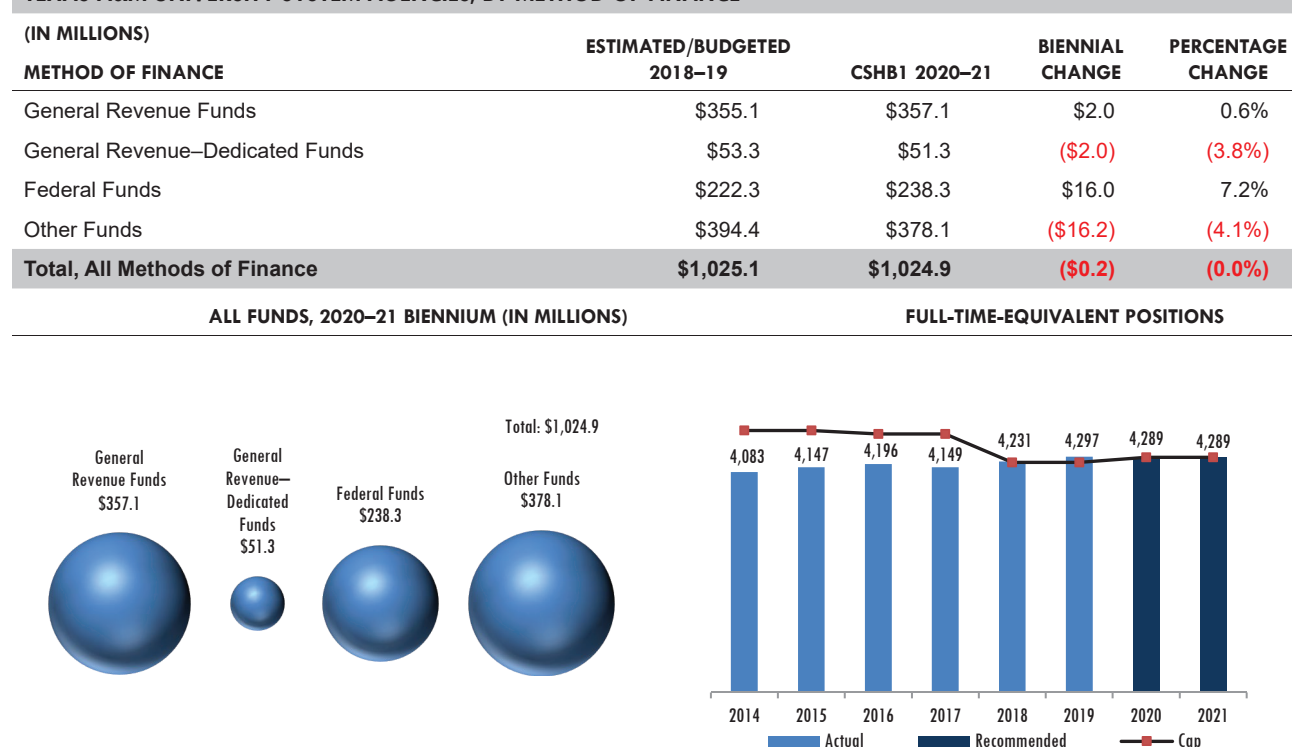 (IN MILLIONS)
METHOD OF FINANCE ESTIMATED/BUDGETED 2018–19 CSHB1 2020–21 BIENNIAL CHANGE PERCENTAGE CHANGE
General Revenue Funds $355.1 $357.1 $2.0 0.6%
General Revenue–Dedicated Funds $53.3 $51.3 ($2.0) (3.8%)
Federal Funds $222.3 $238.3 $16.0 7.2%
Other Funds $394.4 $378.1 ($16.2) (4.1%)
Total, All Methods of Finance $1,025.1 $1,024.9 ($0.2) (0.0%)
ALL FUNDS, 2020–21 BIENNIUM (IN MILLIONS)
Total: $1,024.9
General
Revenue Funds
$357.1
General
Revenue—
Dedicated
Funds
$51.3
Federal Funds
$238.3
Other Funds
$378.1
FULL-TIME-EQUIVALENT POSITIONS
4,083 4,147 4,196 4,149 4,231 4,297 4,289 4,289
2014 2015 2016 2017 2018 2019 2020 2021
Actual Recommended Cap